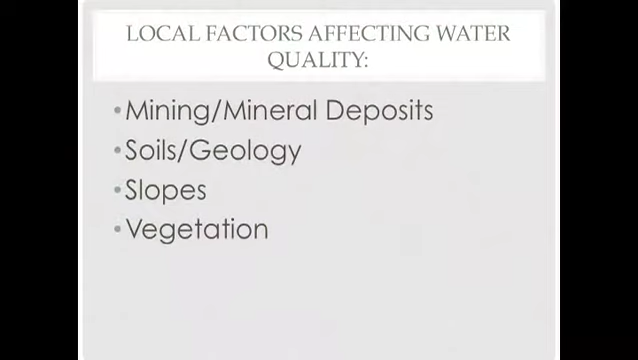 LOCAL FACTORS AFFECTING WATER
QUALITY:
•Mining/Mineral Deposits
•Soils/Geology
•Slopes
•Vegetation